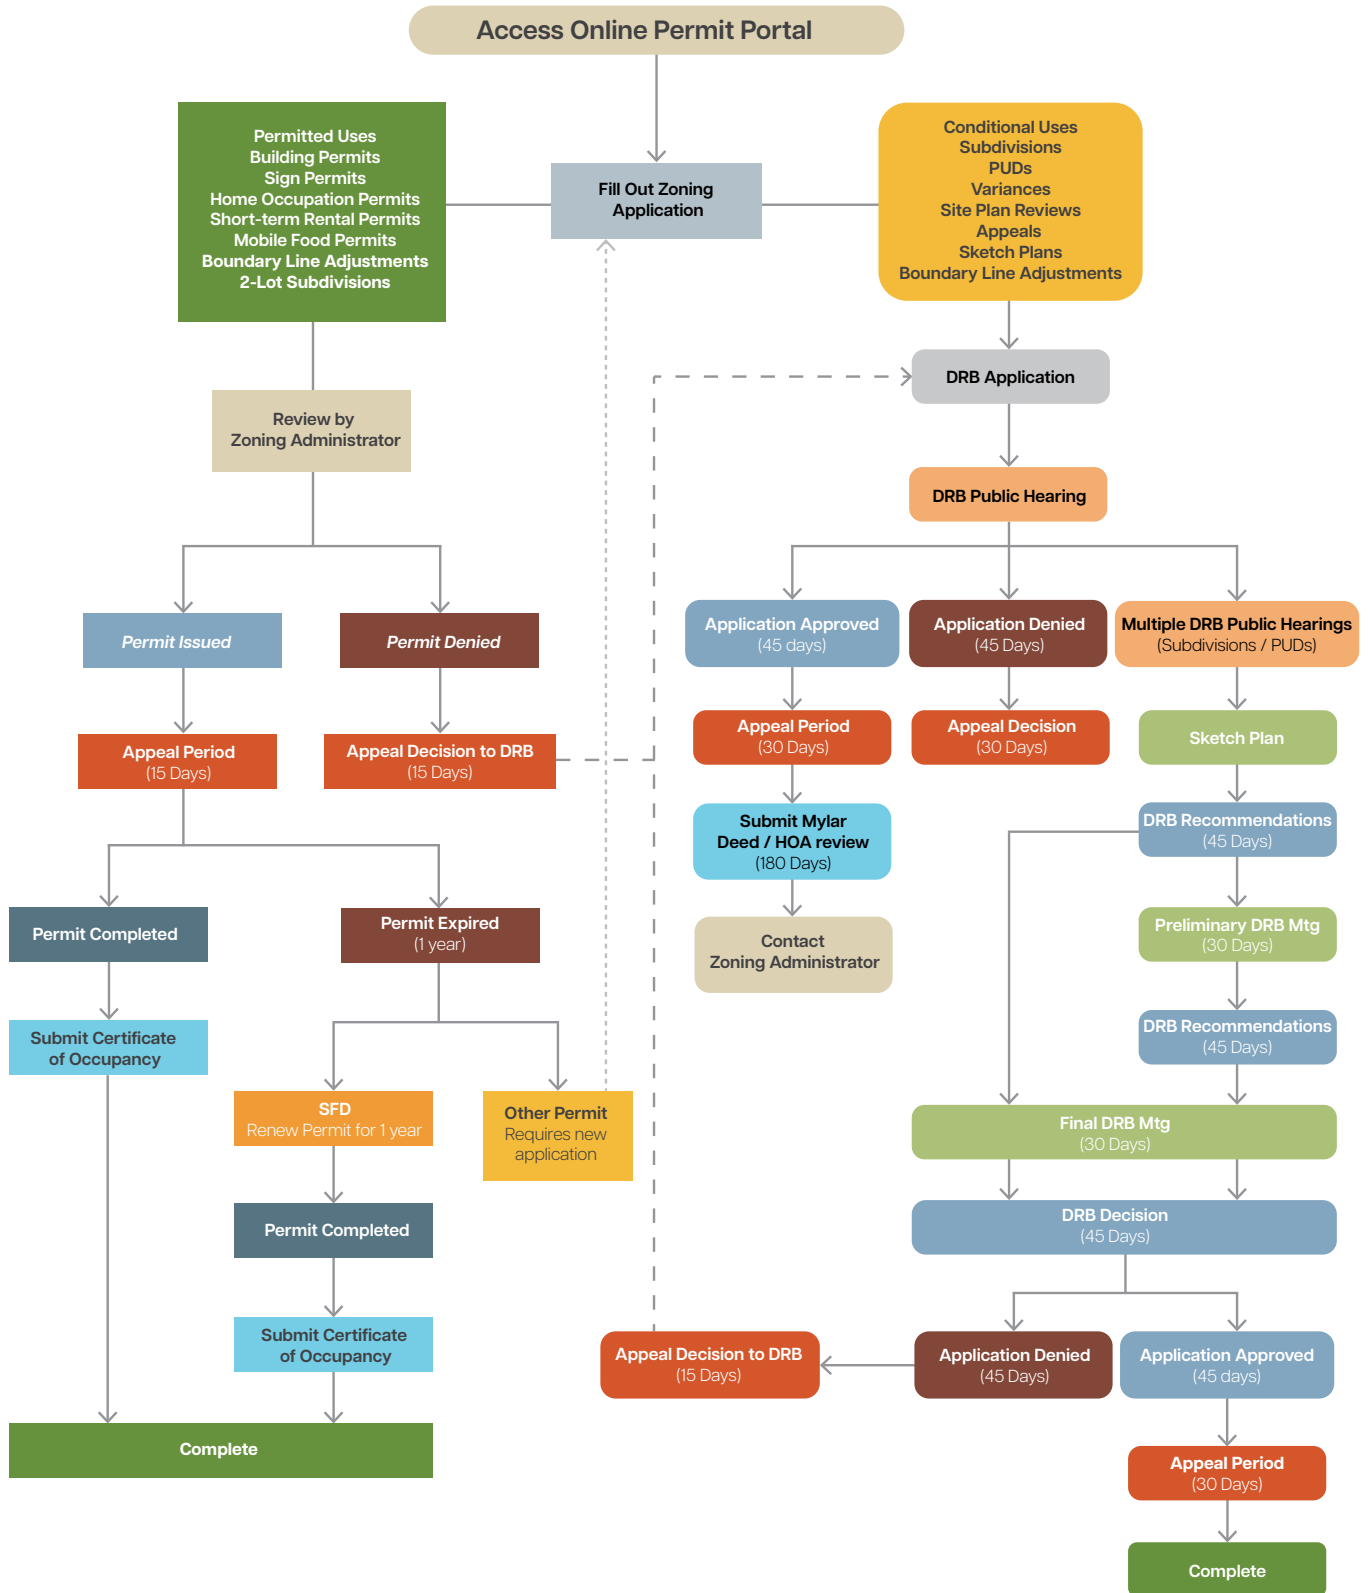 Access Online Permit Portal
Permitted Uses
Building Permits
Sign Permits
Home Occupation Permits
Short-term Rental Permits
Mobile Food Permits
Boundary Line Adjustments
2-Lot Subdivisions
Fill Out Zoning
Application
Conditional Uses
Subdivisions
PUDs
Variances
Site Plan Reviews
Appeals
Sketch Plans
Boundary Line Adjustments
Review by
Zoning Administrator
Permit Issued
Permit Denied
Appeal Period
(15 Days)
Appeal Decision to DRB
(15 Days)
Permit Completed
Permit Expired
(1 year)
Submit Certificate
of Occupancy
SFD
Renew Permit for 1 year
Other Permit
Requires new
application
Permit Completed
Submit Certificate
of Occupancy
Complete
DRB Application
DRB Public Hearing
Application Approved
(45 days)
Application Denied
(45 Days)
Multiple DRB Public Hearings
(Subdivisions / PUDs)
Appeal Period
(30 Days)
Appeal Decision
(30 Days)
Sketch Plan
Submit Mylar
Deed / HOA review
(180 Days)
DRB Recommendations
(45 Days)
Contact
Zoning Administrator
Preliminary DRB Mtg
(30 Days)
DRB Recommendations
(45 Days)
Final DRB Mtg
(30 Days)
DRB Decision
(45 Days)
Appeal Decision to DRB
(15 Days)
Application Denied
(45 Days)
Application Approved
(45 days)
Appeal Period
(30 Days)
Complete